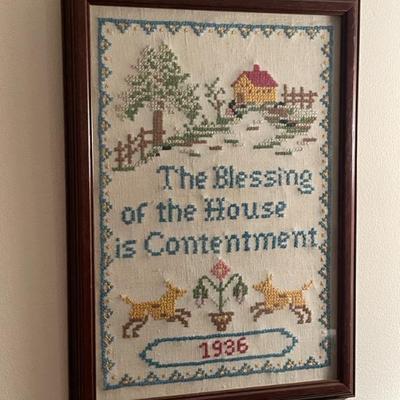 The Blessing
of the House
is Contentment
1936